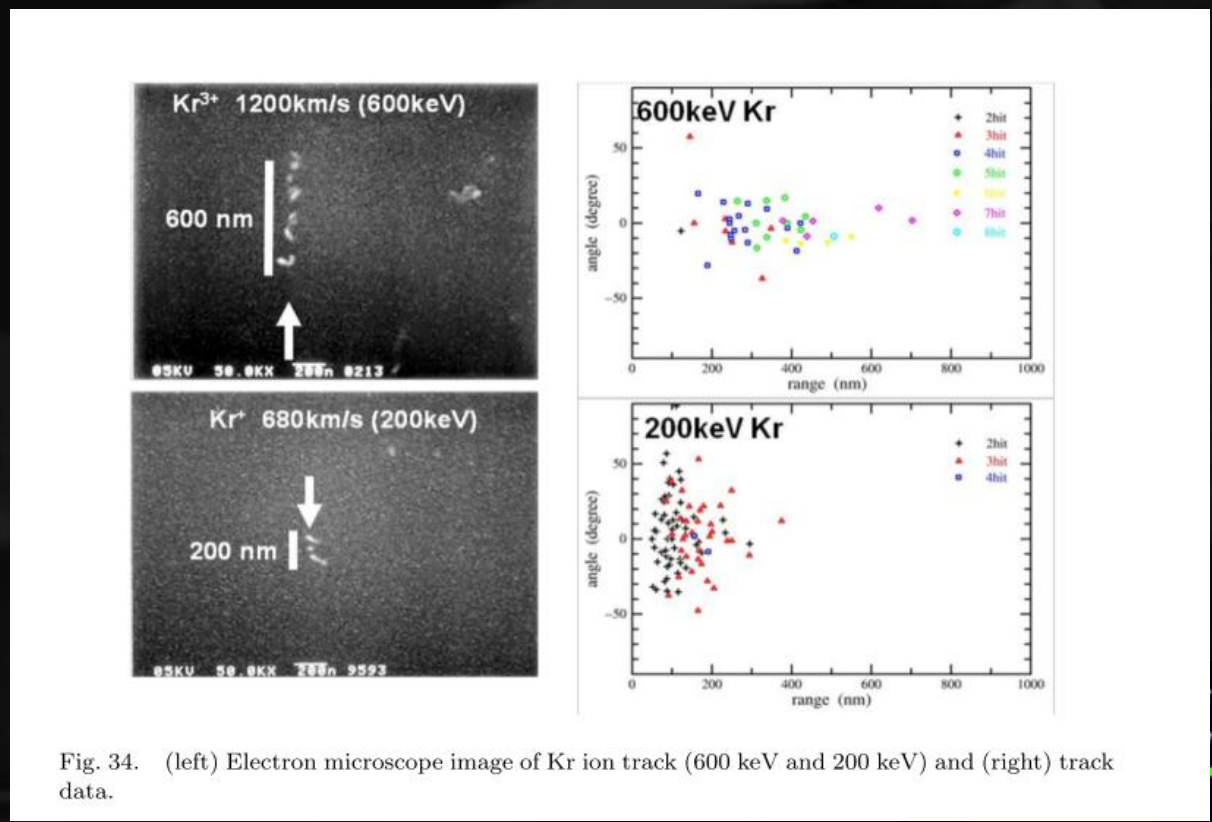 Kr³⁺ 1200km/s (600keV)
600 nm
05KV 50.0KX 200n 0213
Kr⁺ 680km/s (200keV)
200 nm
05KV 50.0KX 200n 9593
600keV Kr
2hit
3hit
4hit
5hit
6hit
7hit
8hit
50
0
−50
angle (degree)
0 200 400 600 800 1000
range (nm)
200keV Kr
2hit
3hit
4hit
50
0
−50
angle (degree)
0 200 400 600 800 1000
range (nm)
Fig. 34. (left) Electron microscope image of Kr ion track (600 keV and 200 keV) and (right) track
data.